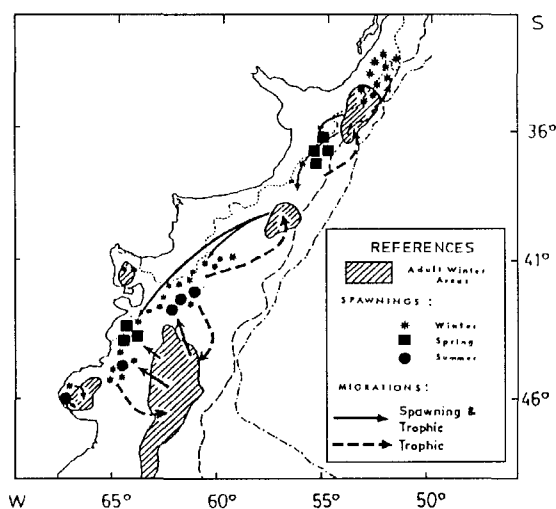 S
36°
41°
46°
REFERENCES
Adult Winter
Areas
SPAWNINGS :
Winter
Spring
Summer
MIGRATIONS:
Spawning &
Trophic
Trophic
W 65° 60° 55° 50°